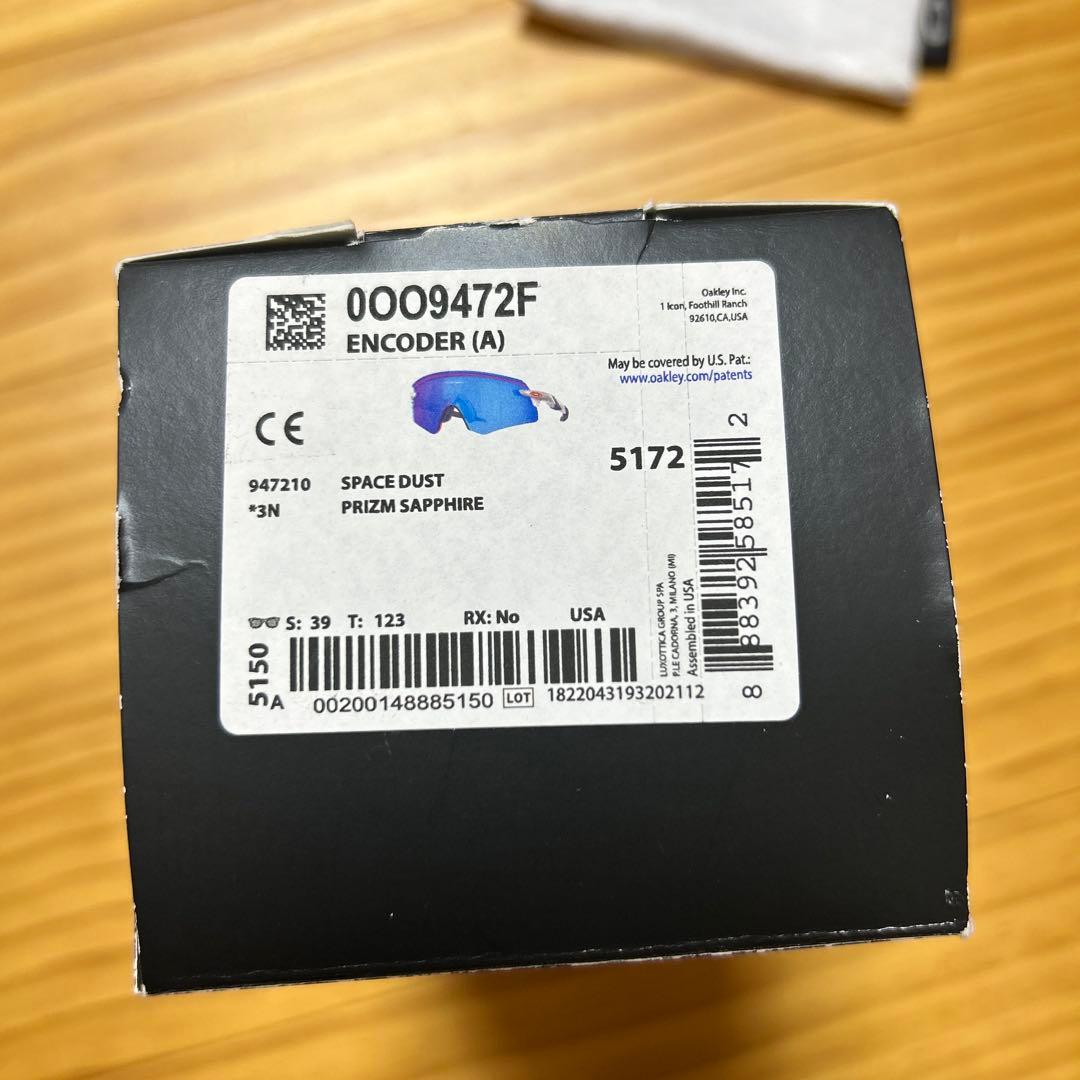 0OO9472F
ENCODER (A)
Oakley Inc.
1 Icon, Foothill Ranch
92610,CA,USA
May be covered by U.S. Pat.:
www.oakley.com/patents
CE
5172
947210 SPACE DUST
*3N PRIZM SAPPHIRE
S: 39 T: 123 RX: No USA
5150
A
00200148885150 LOT 1822043193202112
LUXOTTICA GROUP SPA
P.LE CADORNA, 3, MILANO (MI)
Assembled in USA
8 88392 58517 2